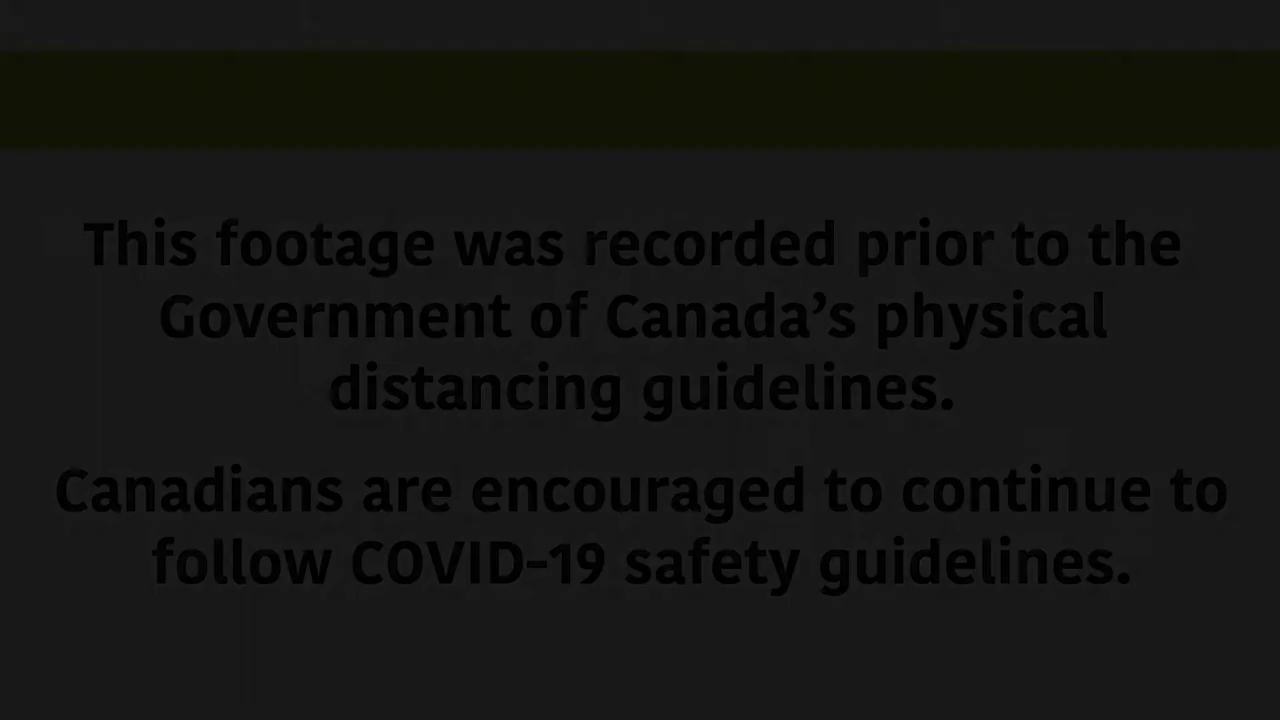 This footage was recorded prior to the
Government of Canada’s physical
distancing guidelines.
Canadians are encouraged to continue to
follow COVID-19 safety guidelines.